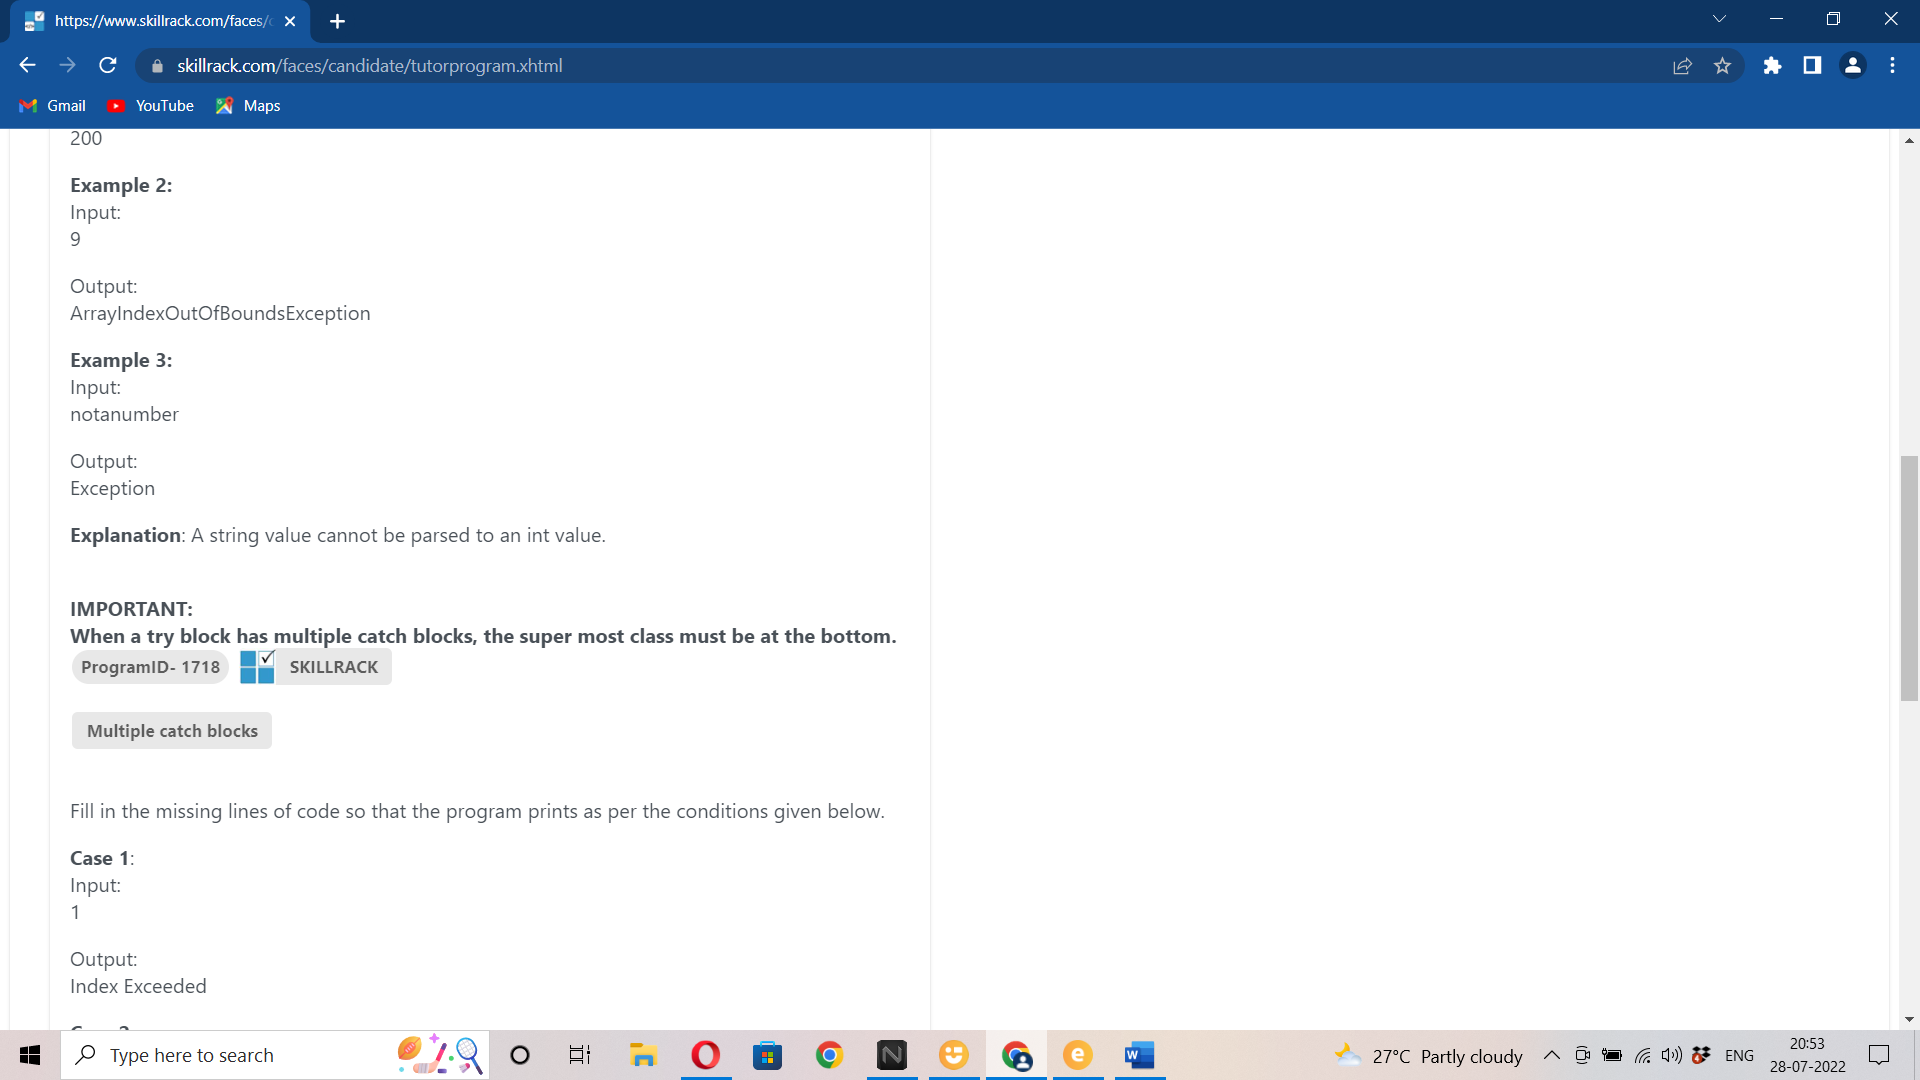 https://www.skillrack.com/faces/c
skillrack.com/faces/candidate/tutorprogram.xhtml
Gmail
YouTube
Maps
200
Example 2:
Input:
9
Output:
ArrayIndexOutOfBoundsException
Example 3:
Input:
notanumber
Output:
Exception
Explanation: A string value cannot be parsed to an int value.
IMPORTANT:
When a try block has multiple catch blocks, the super most class must be at the bottom.
ProgramID- 1718
SKILLRACK
Multiple catch blocks
Fill in the missing lines of code so that the program prints as per the conditions given below.
Case 1:
Input:
1
Output:
Index Exceeded
Type here to search
27°C Partly cloudy
ENG
20:53
28-07-2022